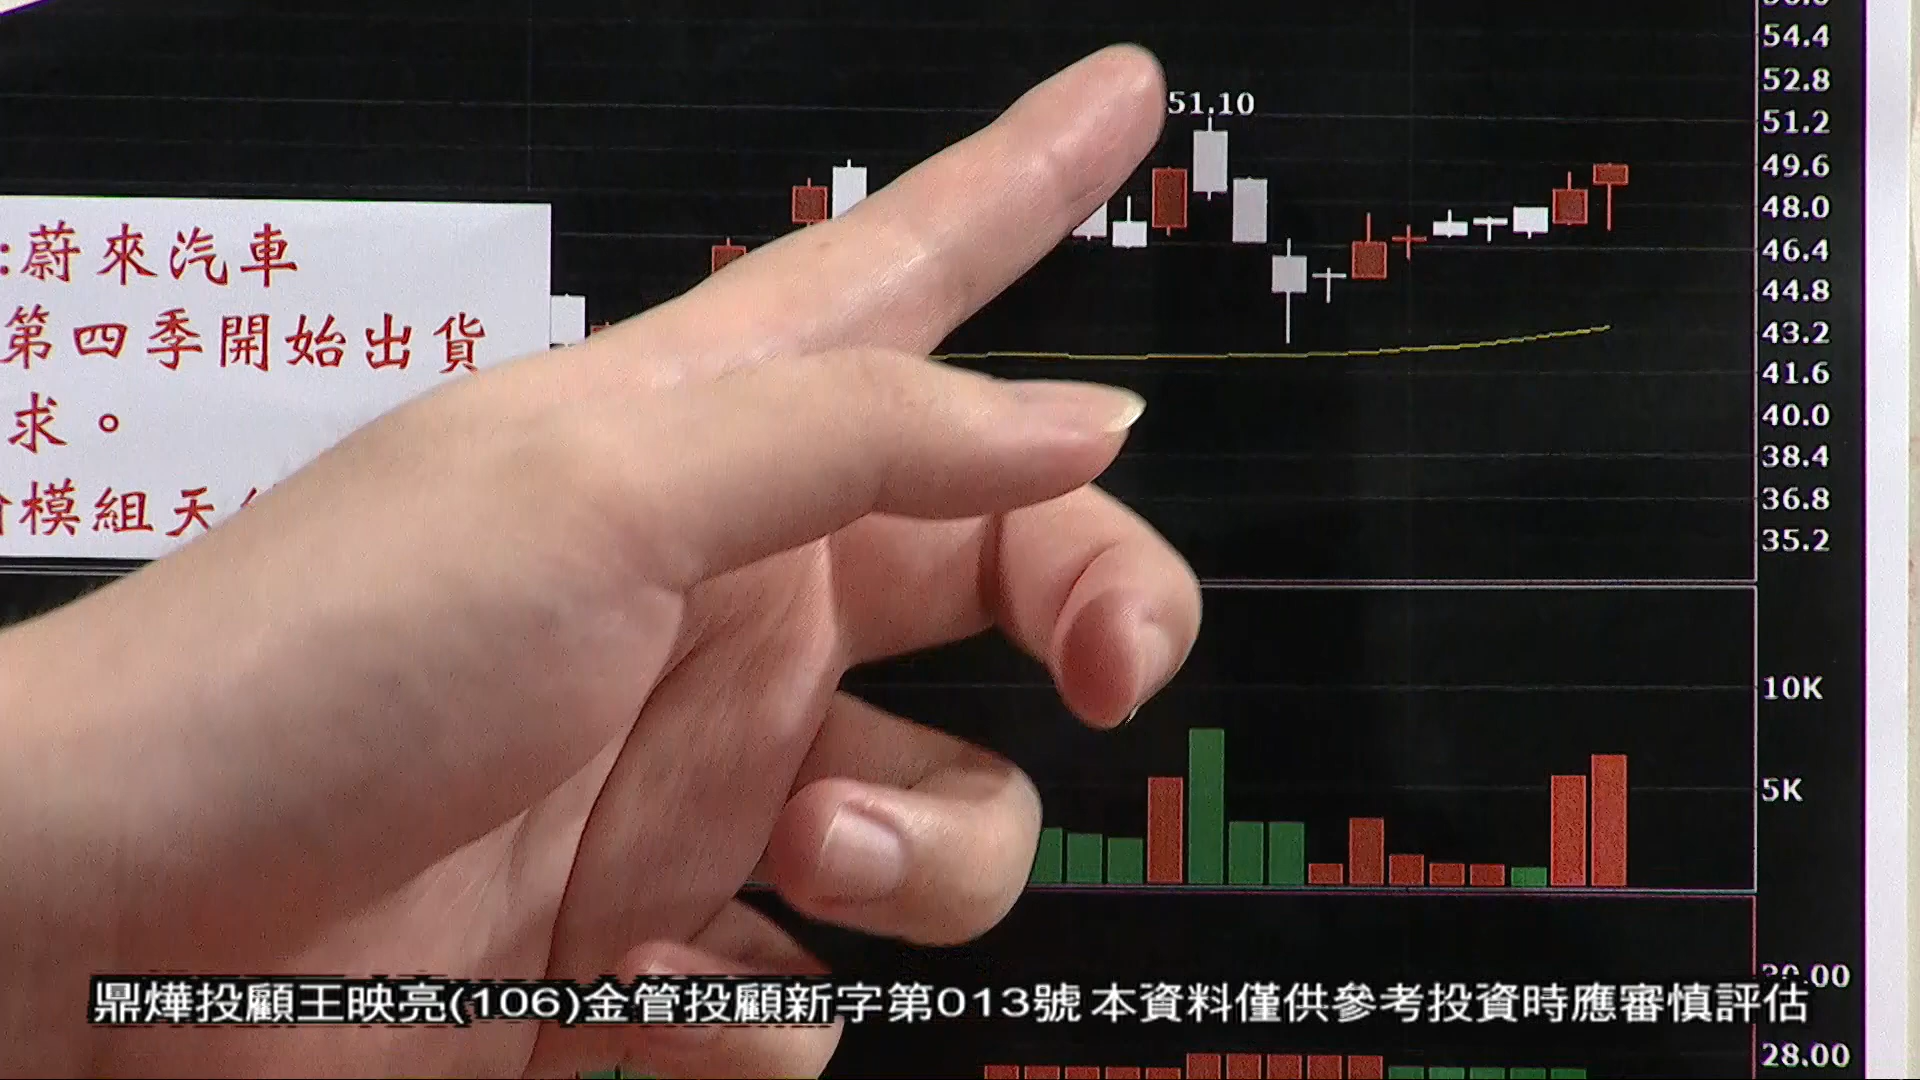 54.4
52.8
51.10
51.2
49.6
48.0
46.4
44.8
43.2
41.6
40.0
38.4
36.8
35.2
:蔚來汽車
第四季開始出貨
求。
模組天
10K
5K
鼎燁投顧王映亮(106)金管投顧新字第013號 本資料僅供參考投資時應審慎評估
28.00